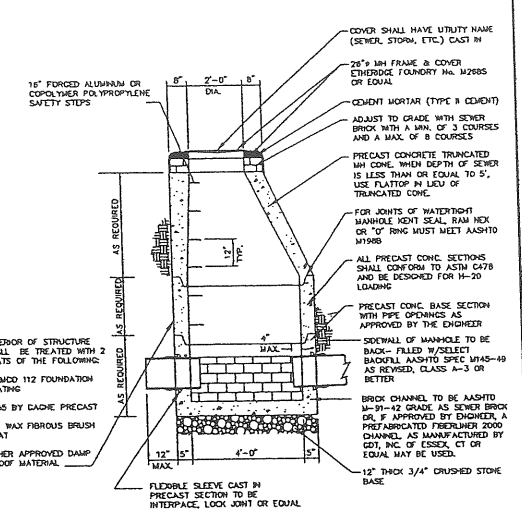 COVER SHALL HAVE UTILITY NAME
(SEWER, STORM, ETC.) CAST IN
26"⌀ MH FRAME & COVER
ETHERIDGE FOUNDRY No. M268S
OR EQUAL
8" 2'-0" 8"
DIA.
16" FORGED ALUMINUM OR
COPOLYMER POLYPROPYLENE
SAFETY STEPS
CEMENT MORTAR (TYPE II CEMENT)
ADJUST TO GRADE WITH SEWER
BRICK WITH A MIN. OF 3 COURSES
AND A MAX. OF 8 COURSES
PRECAST CONCRETE TRUNCATED
MH CONE. WHEN DEPTH OF SEWER
IS LESS THAN OR EQUAL TO 5',
USE FLATTOP IN LIEU OF
TRUNCATED CONE.
AS REQUIRED
12"
TYP.
FOR JOINTS OF WATERTIGHT
MANHOLE KENT SEAL, RAM NEX
OR "O" RING MUST MEET AASHTO
M198B
ALL PRECAST CONC. SECTIONS
SHALL CONFORM TO ASTM C478
AND BE DESIGNED FOR H-20
LOADING
AS REQUIRED
PRECAST CONC. BASE SECTION
WITH PIPE OPENINGS AS
APPROVED BY THE ENGINEER
4"
MAX.
AS REQUIRED
SIDEWALL OF MANHOLE TO BE
BACK- FILLED W/SELECT
BACKFILL AASHTO SPEC M145-49
AS REVISED, CLASS A-3 OR
BETTER
ERIOR OF STRUCTURE
LL BE TREATED WITH 2
ATS OF THE FOLLOWING:
MCO 112 FOUNDATION
ATING
65 BY CACHE PRECAST
WAX FIBROUS BRUSH
AT
HER APPROVED DAMP
OOF MATERIAL
BRICK CHANNEL TO BE AASHTO
M-91-42 GRADE AS SEWER BRICK
OR, IF APPROVED BY ENGINEER, A
PREFABRICATED FIBERLINER 2000
CHANNEL, AS MANUFACTURED BY
GDT, INC. OF ESSEX, CT OR
EQUAL MAY BE USED.
12" 5" 4'-0" 5"
MAX.
12" THICK 3/4" CRUSHED STONE
BASE
FLEXIBLE SLEEVE CAST IN
PRECAST SECTION TO BE
INTERPACE, LOCK JOINT OR EQUAL